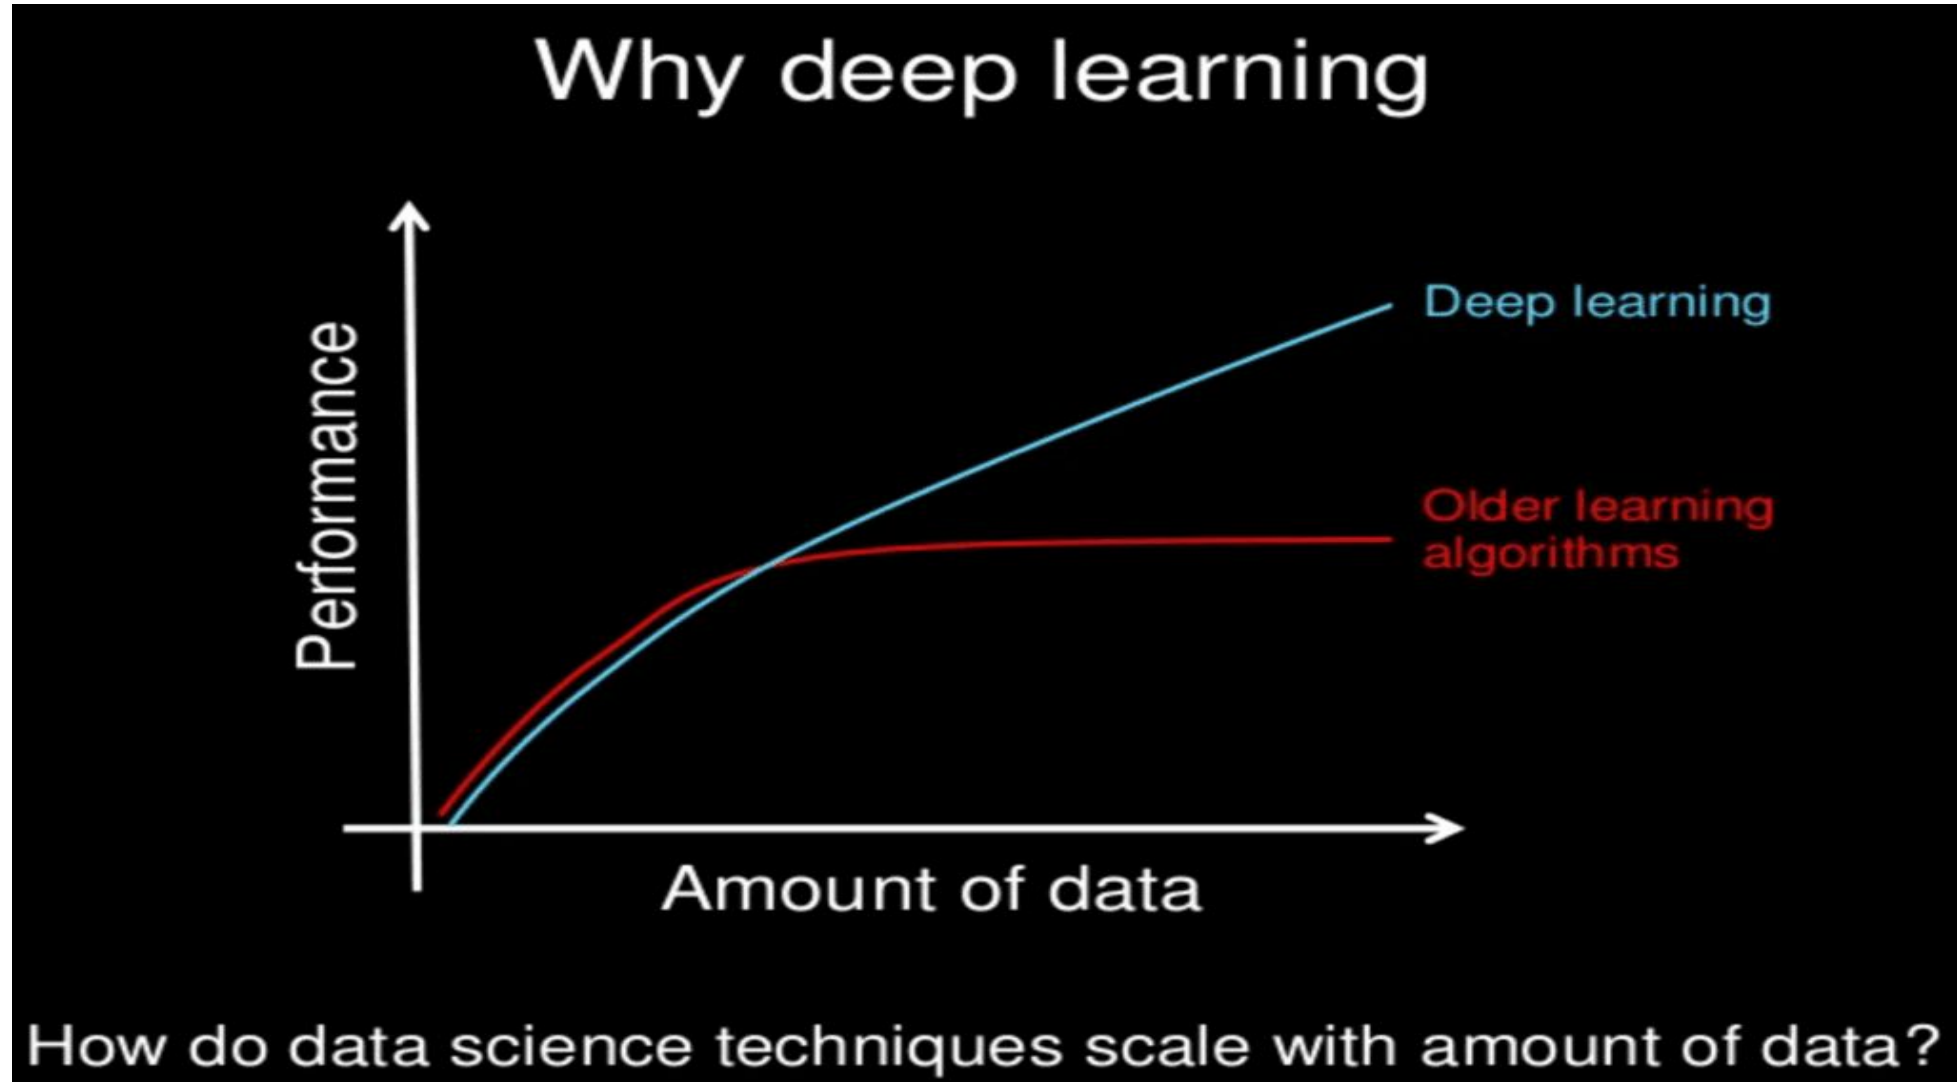 Why deep learning
Performance
Deep learning
Older learning
algorithms
Amount of data
How do data science techniques scale with amount of data?